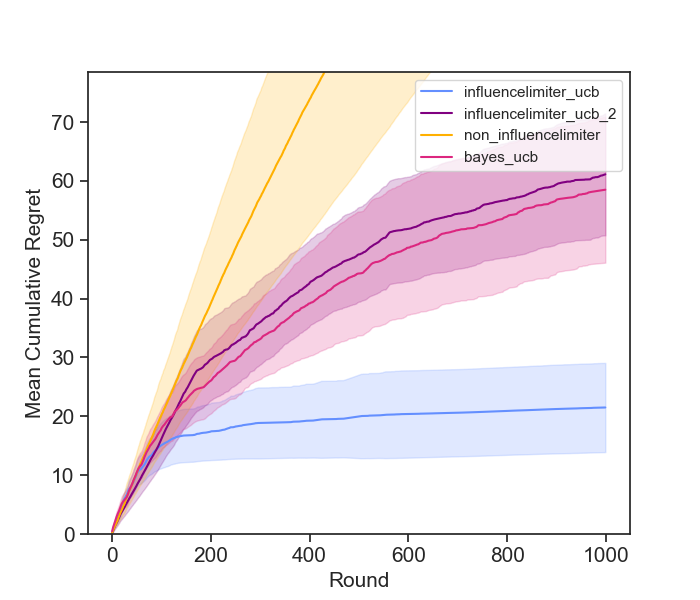 influencelimiter_ucb
influencelimiter_ucb_2
non_influencelimiter
bayes_ucb
Mean Cumulative Regret
70
60
50
40
30
20
10
0
0 200 400 600 800 1000
Round